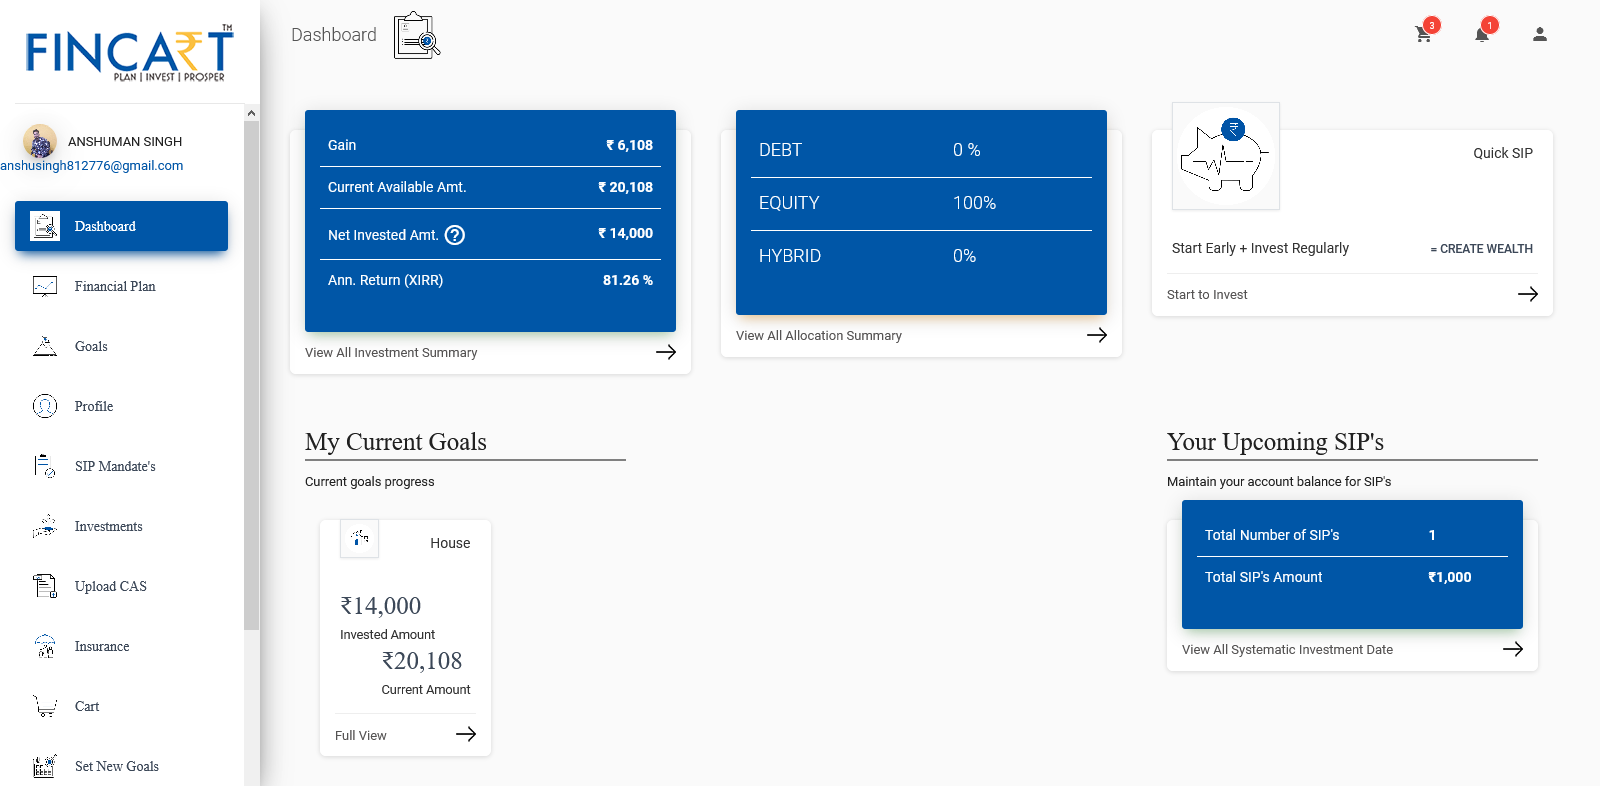 FINCART
TM
PLAN | INVEST | PROSPER
ANSHUMAN SINGH
anshusingh812776@gmail.com
Dashboard
Financial Plan
Goals
Profile
SIP Mandate's
Investments
Upload CAS
Insurance
Cart
Set New Goals
Dashboard
3
1
Gain ₹ 6,108
Current Available Amt. ₹ 20,108
Net Invested Amt. ? ₹ 14,000
Ann. Return (XIRR) 81.26 %
View All Investment Summary
DEBT 0 %
EQUITY 100%
HYBRID 0%
View All Allocation Summary
₹
Quick SIP
Start Early + Invest Regularly = CREATE WEALTH
Start to Invest
My Current Goals
Current goals progress
House
₹14,000
Invested Amount
₹20,108
Current Amount
Full View
Your Upcoming SIP's
Maintain your account balance for SIP's
Total Number of SIP's 1
Total SIP's Amount ₹1,000
View All Systematic Investment Date